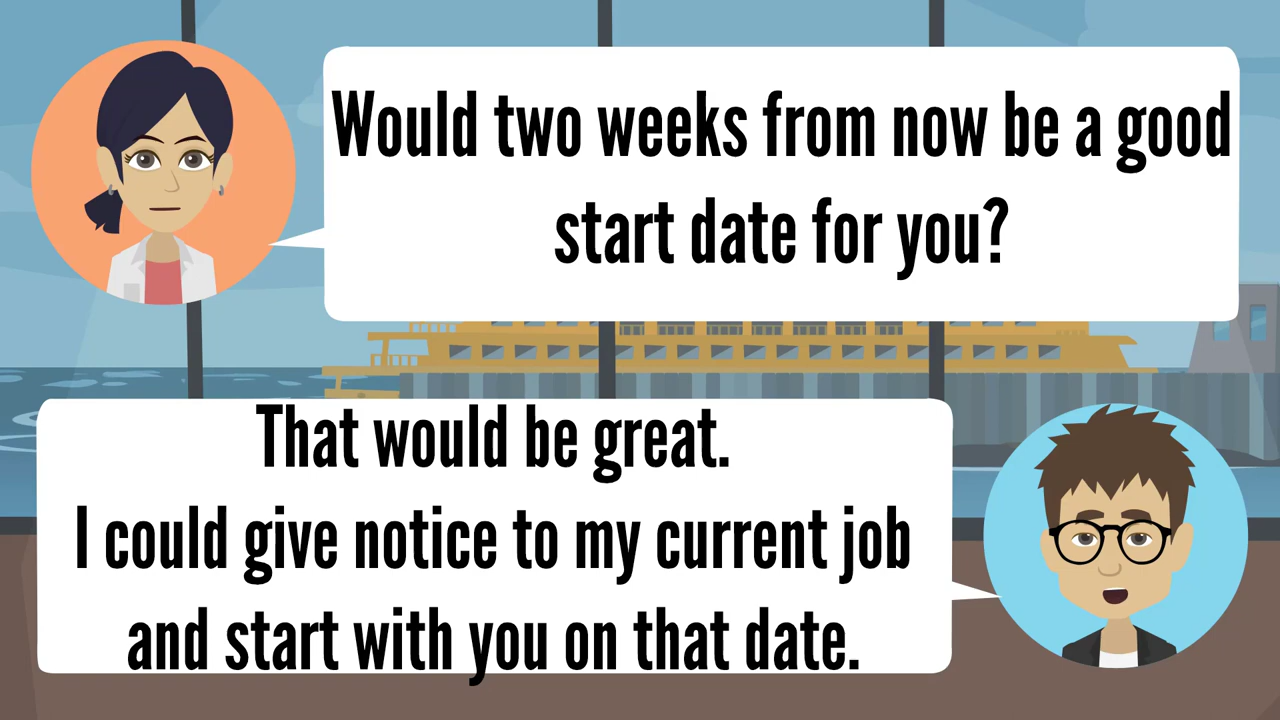 Would two weeks from now be a good
start date for you?
That would be great.
I could give notice to my current job
and start with you on that date.